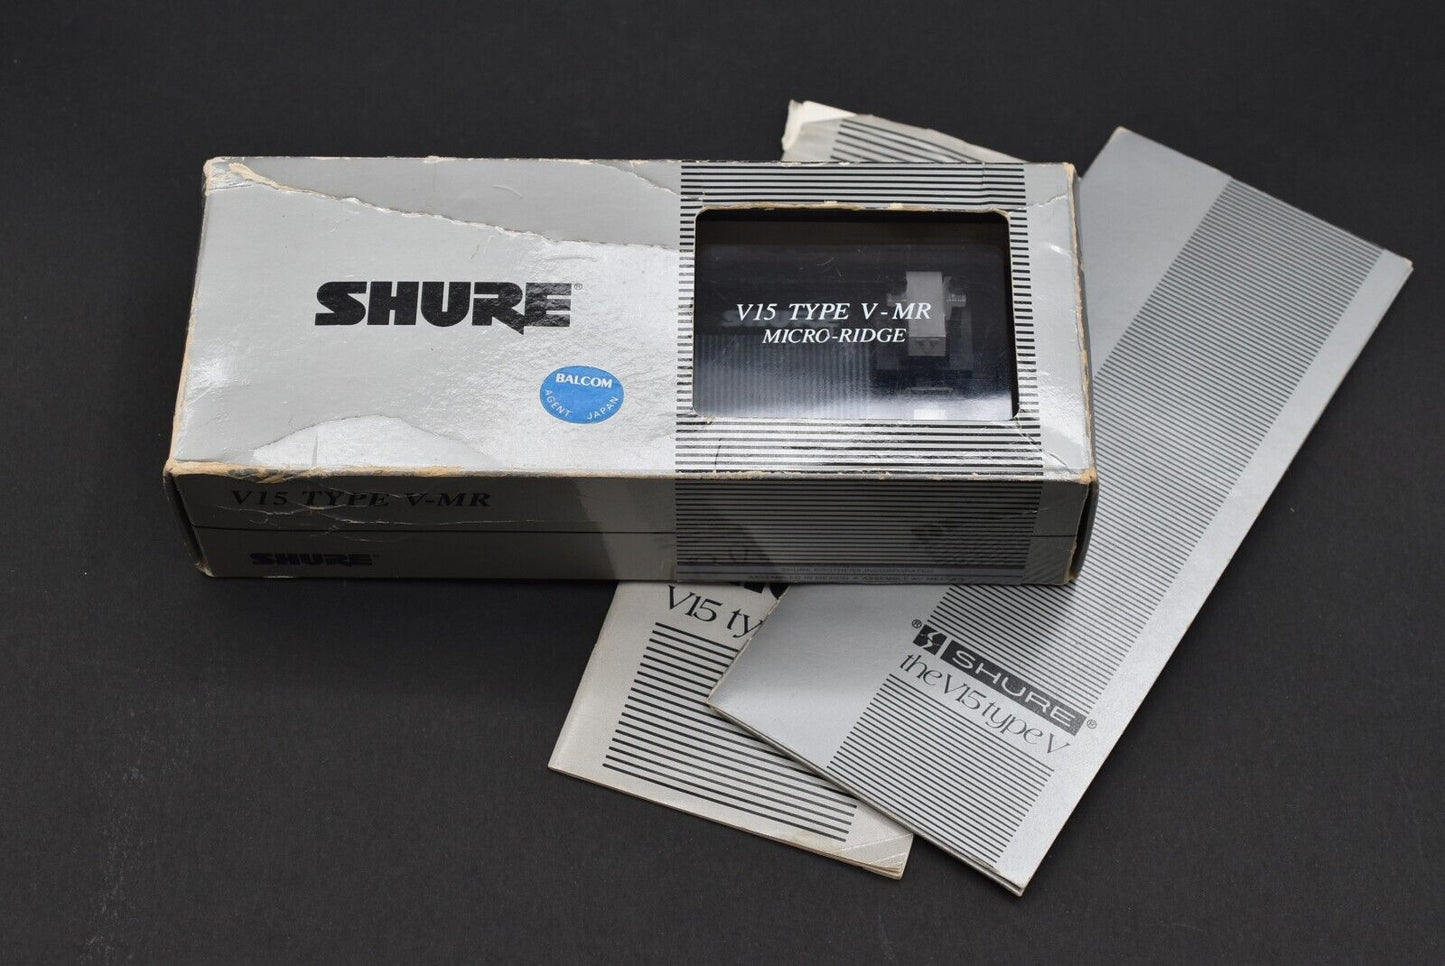 SHURE®
V15 TYPE V-MR
MICRO-RIDGE
BALCOM
AGENT JAPAN
V15 TYPE V-MR
SHURE
V15 ty
® SHURE ®
the V15 type V